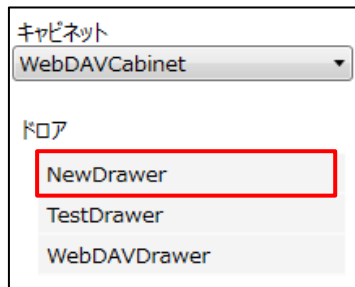 キャビネット
WebDAVCabinet
ドロア
NewDrawer
TestDrawer
WebDAVDrawer